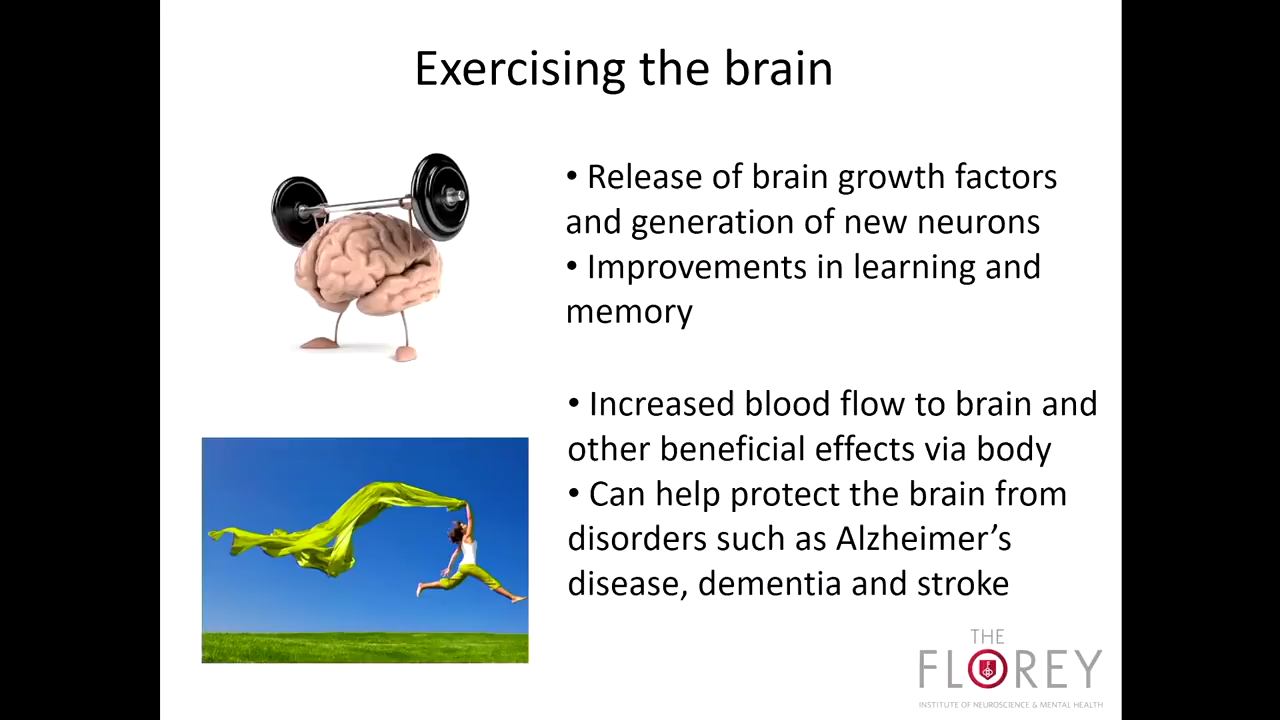 Exercising the brain
• Release of brain growth factors
and generation of new neurons
• Improvements in learning and
memory
• Increased blood flow to brain and
other beneficial effects via body
• Can help protect the brain from
disorders such as Alzheimer’s
disease, dementia and stroke
THE
FLOREY
INSTITUTE OF NEUROSCIENCE & MENTAL HEALTH